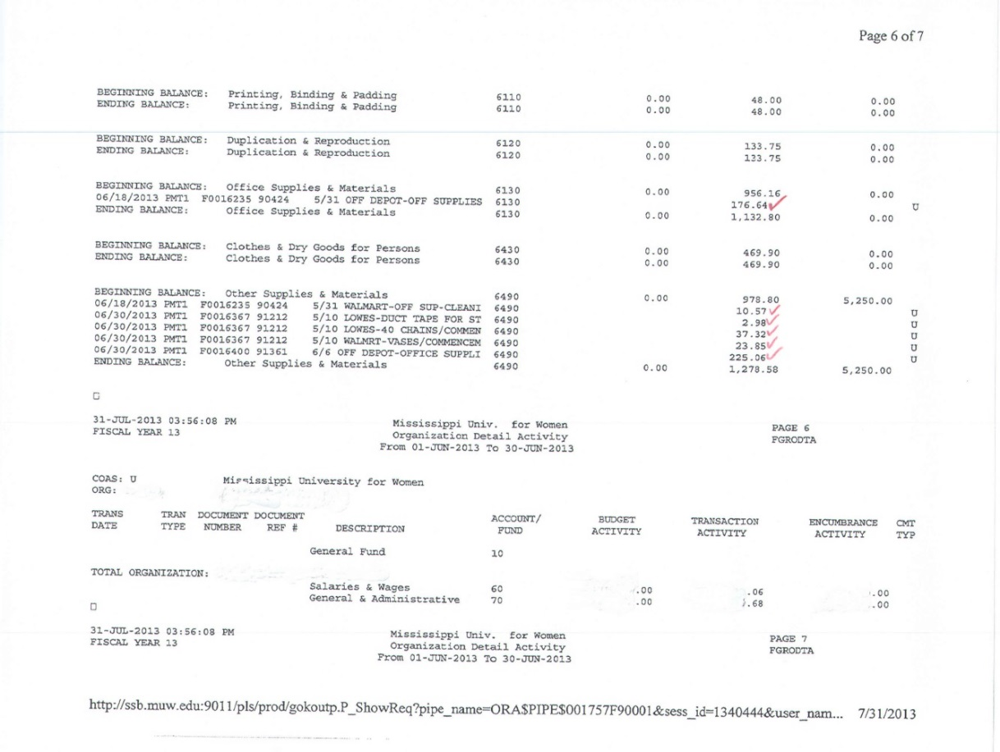 Page 6 of 7
BEGINNING BALANCE: Printing, Binding & Padding 6110 0.00 48.00 0.00
ENDING BALANCE: Printing, Binding & Padding 6110 0.00 48.00 0.00
BEGINNING BALANCE: Duplication & Reproduction 6120 0.00 133.75 0.00
ENDING BALANCE: Duplication & Reproduction 6120 0.00 133.75 0.00
BEGINNING BALANCE: Office Supplies & Materials 6130 0.00 956.16 0.00
06/18/2013 PMT1 F0016235 90424 5/31 OFF DEPOT-OFF SUPPLIES 6130 176.64 U
ENDING BALANCE: Office Supplies & Materials 6130 0.00 1,132.80 0.00
BEGINNING BALANCE: Clothes & Dry Goods for Persons 6430 0.00 469.90 0.00
ENDING BALANCE: Clothes & Dry Goods for Persons 6430 0.00 469.90 0.00
BEGINNING BALANCE: Other Supplies & Materials 6490 0.00 978.80 5,250.00
06/18/2013 PMT1 F0016235 90424 5/31 WALMART-OFF SUP-CLEANI 6490 10.57 U
06/30/2013 PMT1 F0016367 91212 5/10 LOWES-DUCT TAPE FOR ST 6490 2.98 U
06/30/2013 PMT1 F0016367 91212 5/10 LOWES-40 CHAINS/COMMEN 6490 37.32 U
06/30/2013 PMT1 F0016367 91212 5/10 WALMRT-VASES/COMMENCEM 6490 23.85 U
06/30/2013 PMT1 F0016400 91361 6/6 OFF DEPOT-OFFICE SUPPLI 6490 225.06 U
ENDING BALANCE: Other Supplies & Materials 6490 0.00 1,278.58 5,250.00
31-JUL-2013 03:56:08 PM Mississippi Univ. for Women PAGE 6
FISCAL YEAR 13 Organization Detail Activity FGRODTA
From 01-JUN-2013 To 30-JUN-2013
COAS: U Mississippi University for Women
ORG:
TRANS TRAN DOCUMENT DOCUMENT ACCOUNT/ BUDGET TRANSACTION ENCUMBRANCE CMT
DATE TYPE NUMBER REF # DESCRIPTION FUND ACTIVITY ACTIVITY ACTIVITY TYP
General Fund 10
TOTAL ORGANIZATION:
Salaries & Wages 60 .00 .06 .00
General & Administrative 70 .00 .68 .00
31-JUL-2013 03:56:08 PM Mississippi Univ. for Women PAGE 7
FISCAL YEAR 13 Organization Detail Activity FGRODTA
From 01-JUN-2013 To 30-JUN-2013
http://ssb.muw.edu:9011/pls/prod/gokoutp.P_ShowReq?pipe_name=ORA$PIPE$001757F90001&sess_id=1340444&user_nam... 7/31/2013